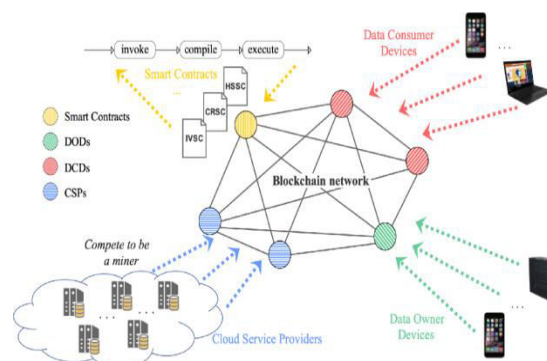 invoke
compile
execute
Smart Contracts
...
HSSC
CRSC
IVSC
Data Consumer
Devices
...
Smart Contracts
DODs
DCDs
CSPs
Blockchain network
Compete to be
a miner
... ...
... ...
Cloud Service Providers
Data Owner
Devices
...